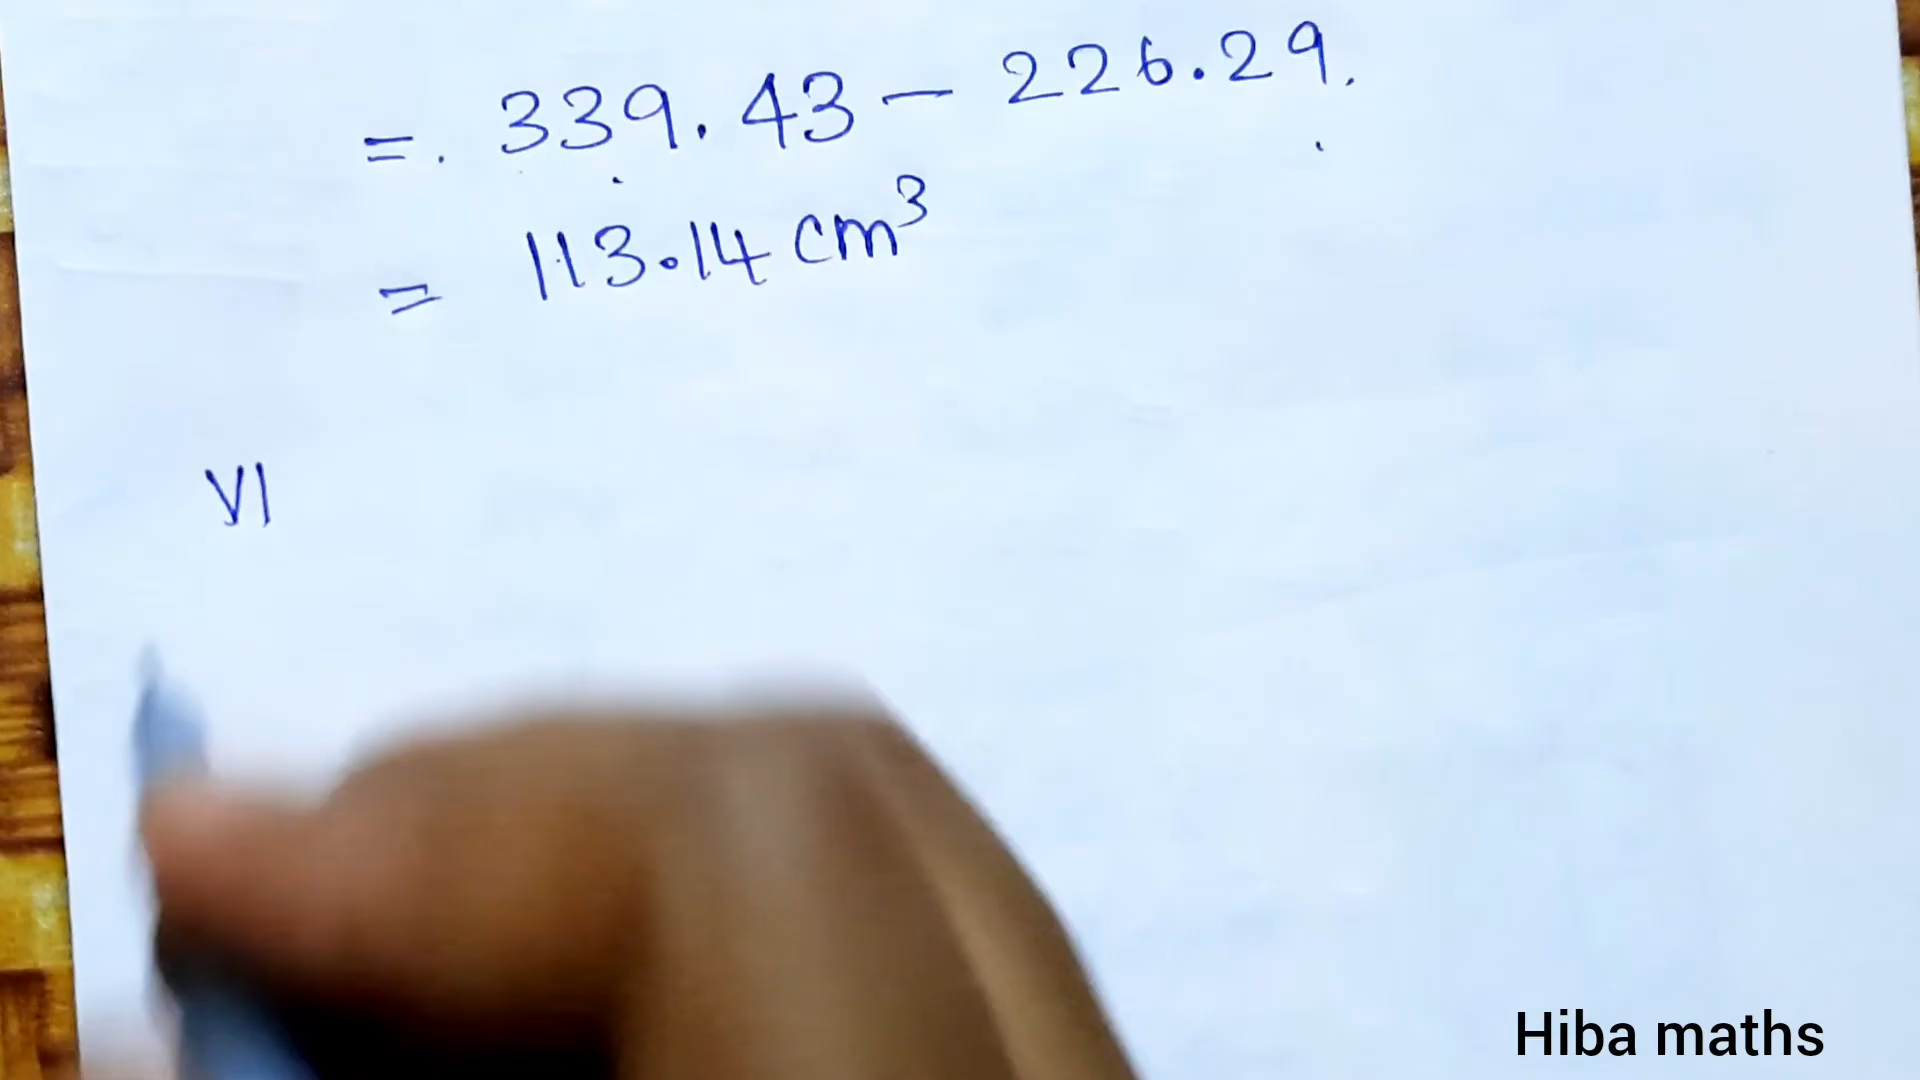 =. 339.43 - 226.29.
= 113.14 cm³
VI
Hiba maths